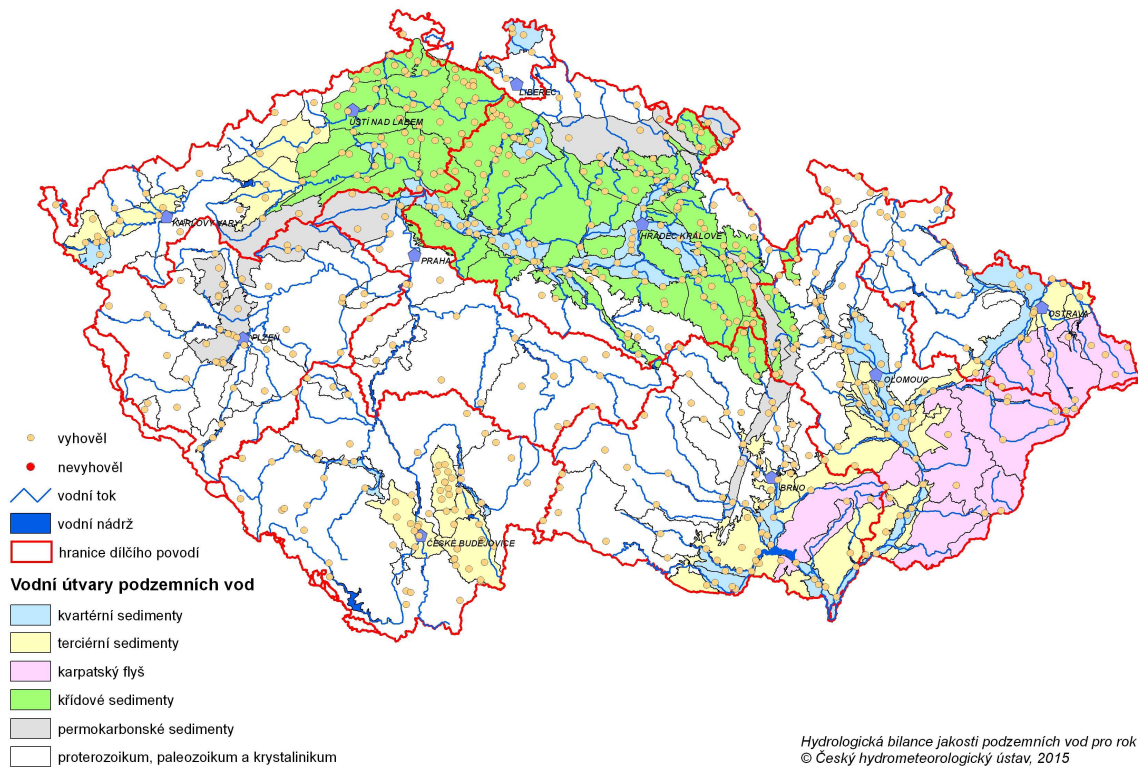 LIBEREC
ÚSTÍ NAD LABEM
KARLOVY VARY
HRADEC KRÁLOVÉ
PRAHA
OSTRAVA
PLZEŇ
OLOMOUC
BRNO
ČESKÉ BUDĚJOVICE
vyhověl
nevyhověl
vodní tok
vodní nádrž
hranice dílčího povodí
Vodní útvary podzemních vod
kvartérní sedimenty
terciérní sedimenty
karpatský flyš
křídové sedimenty
permokarbonské sedimenty
proterozoikum, paleozoikum a krystalinikum
Hydrologická bilance jakosti podzemních vod pro rok
© Český hydrometeorologický ústav, 2015